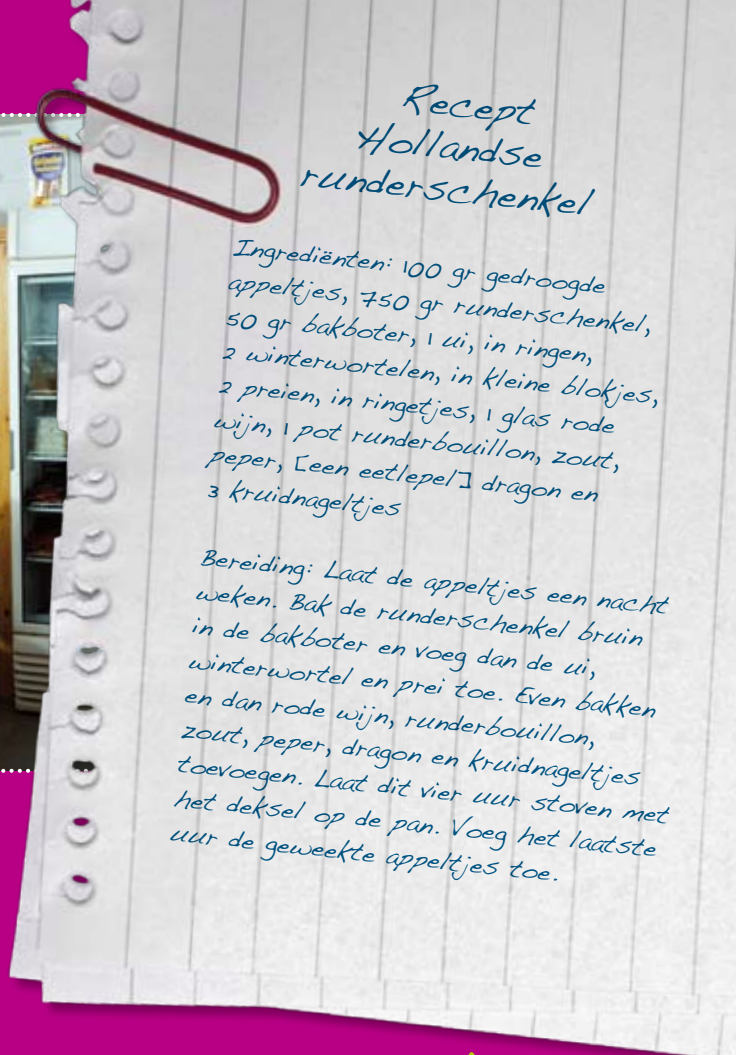 Recept
Hollandse
runderschenkel
Ingrediënten: 100 gr gedroogde
appeltjes, 750 gr runderschenkel,
50 gr bakboter, 1 ui, in ringen,
2 winterwortelen, in kleine blokjes,
2 preien, in ringetjes, 1 glas rode
wijn, 1 pot runderbouillon, zout,
peper, [een eetlepel] dragon en
3 kruidnageltjes
Bereiding: Laat de appeltjes een nacht
weken. Bak de runderschenkel bruin
in de bakboter en voeg dan de ui,
winterwortel en prei toe. Even bakken
en dan rode wijn, runderbouillon,
zout, peper, dragon en kruidnageltjes
toevoegen. Laat dit vier uur stoven met
het deksel op de pan. Voeg het laatste
uur de geweekte appeltjes toe.